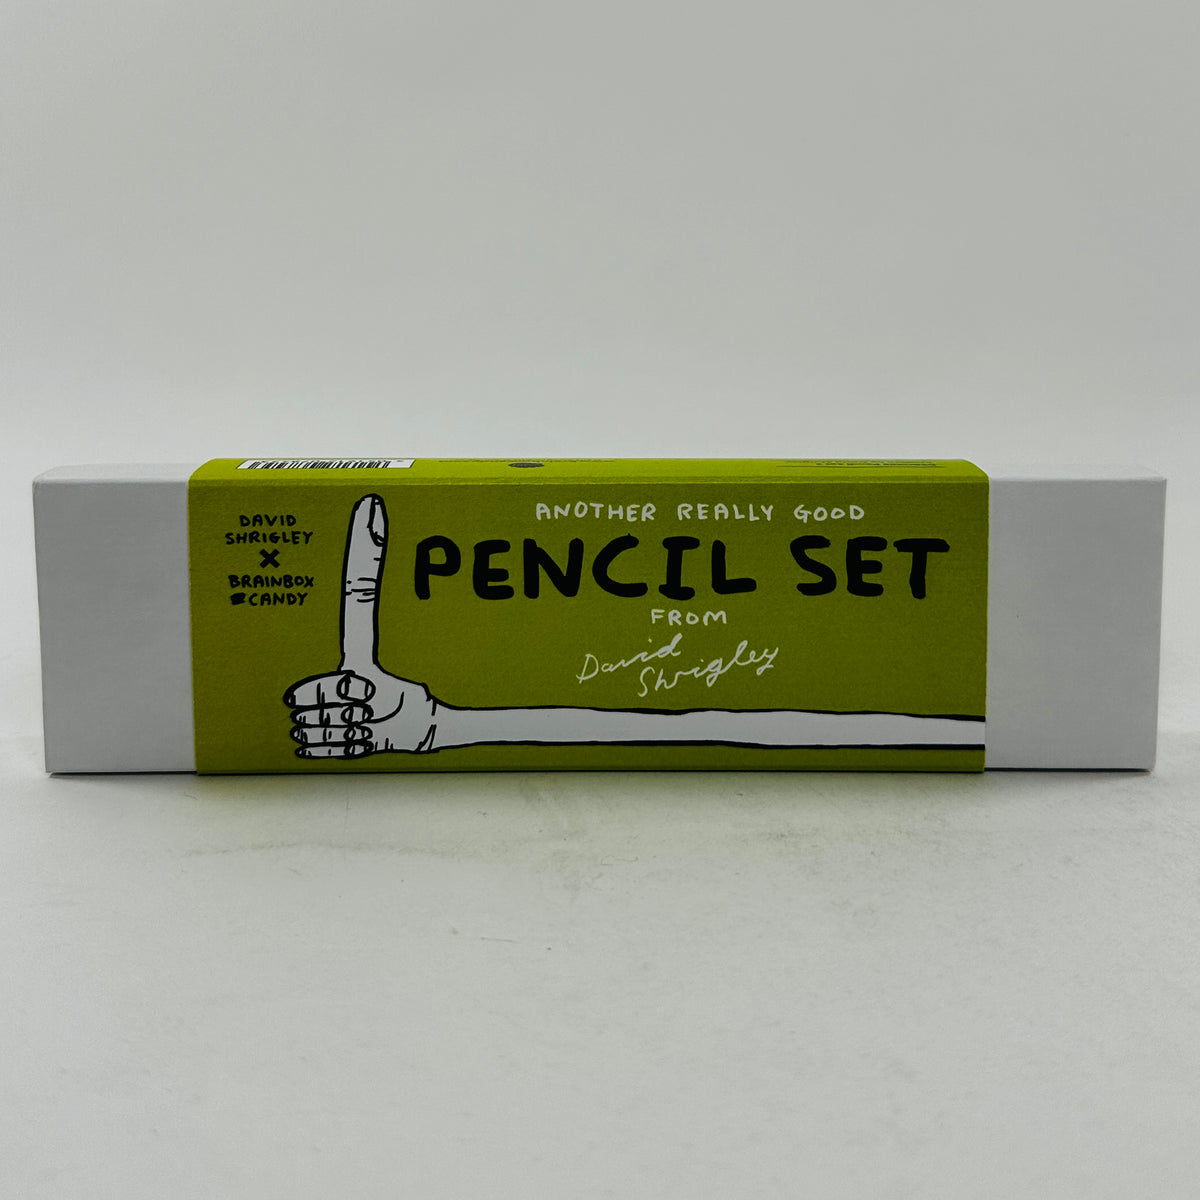 DAVID
SHRIGLEY
X
BRAINBOX
CANDY
ANOTHER REALLY GOOD
PENCIL SET
FROM
David
Shrigley